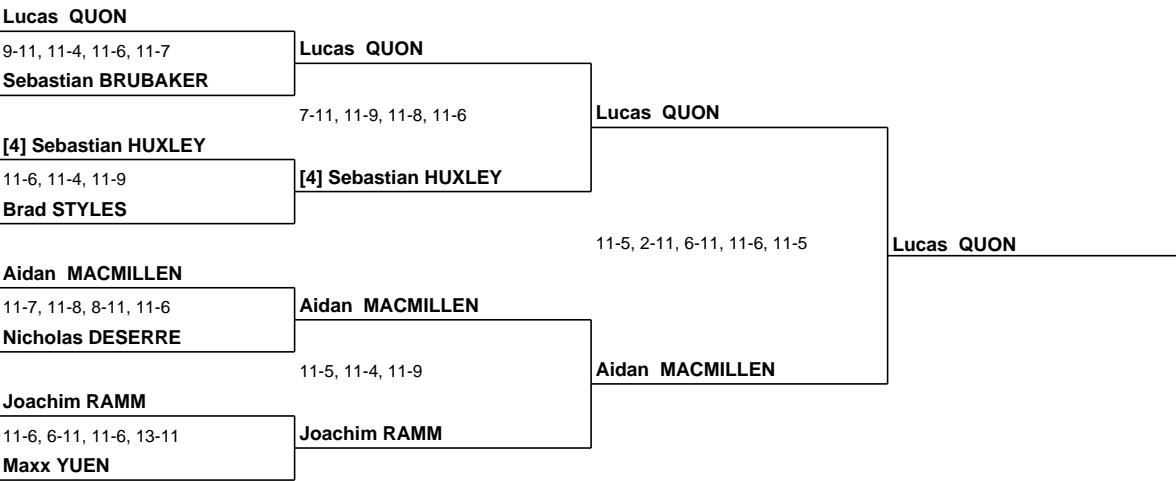 Lucas QUON
9-11, 11-4, 11-6, 11-7
Sebastian BRUBAKER
Lucas QUON
7-11, 11-9, 11-8, 11-6
Lucas QUON
[4] Sebastian HUXLEY
11-6, 11-4, 11-9
Brad STYLES
[4] Sebastian HUXLEY
11-5, 2-11, 6-11, 11-6, 11-5
Lucas QUON
Aidan MACMILLEN
11-7, 11-8, 8-11, 11-6
Nicholas DESERRE
Aidan MACMILLEN
11-5, 11-4, 11-9
Aidan MACMILLEN
Joachim RAMM
11-6, 6-11, 11-6, 13-11
Maxx YUEN
Joachim RAMM